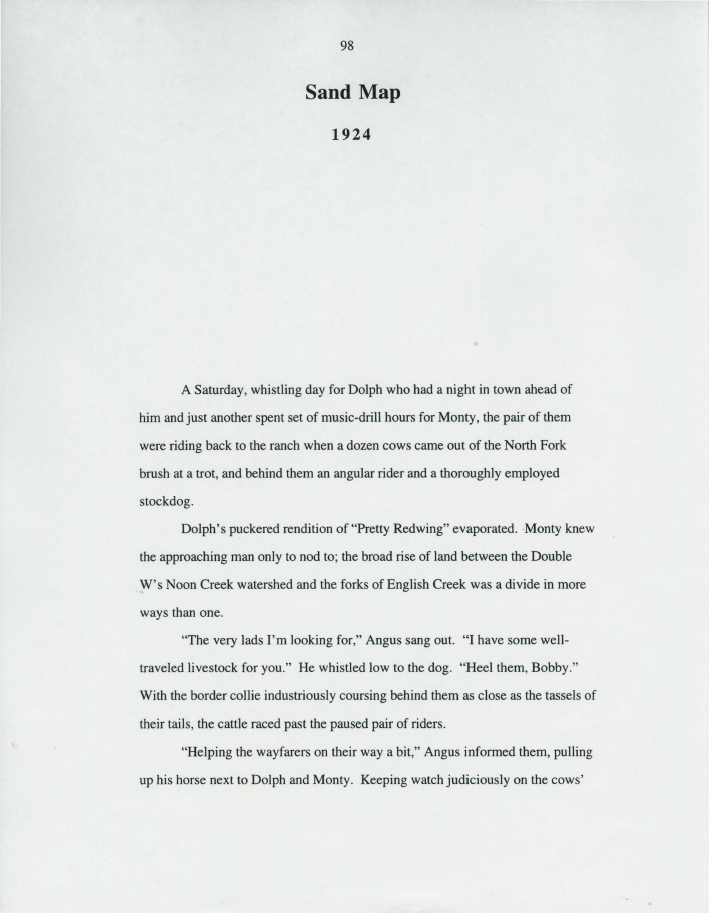 98
Sand Map
1924
A Saturday, whistling day for Dolph who had a night in town ahead of
him and just another spent set of music-drill hours for Monty, the pair of them
were riding back to the ranch when a dozen cows came out of the North Fork
brush at a trot, and behind them an angular rider and a thoroughly employed
stockdog.
Dolph's puckered rendition of “Pretty Redwing” evaporated. Monty knew
the approaching man only to nod to; the broad rise of land between the Double
W's Noon Creek watershed and the forks of English Creek was a divide in more
ways than one.
“The very lads I'm looking for,” Angus sang out. “I have some well-
traveled livestock for you.” He whistled low to the dog. “Heel them, Bobby.”
With the border collie industriously coursing behind them as close as the tassels of
their tails, the cattle raced past the paused pair of riders.
“Helping the wayfarers on their way a bit,” Angus informed them, pulling
up his horse next to Dolph and Monty. Keeping watch judiciously on the cows'